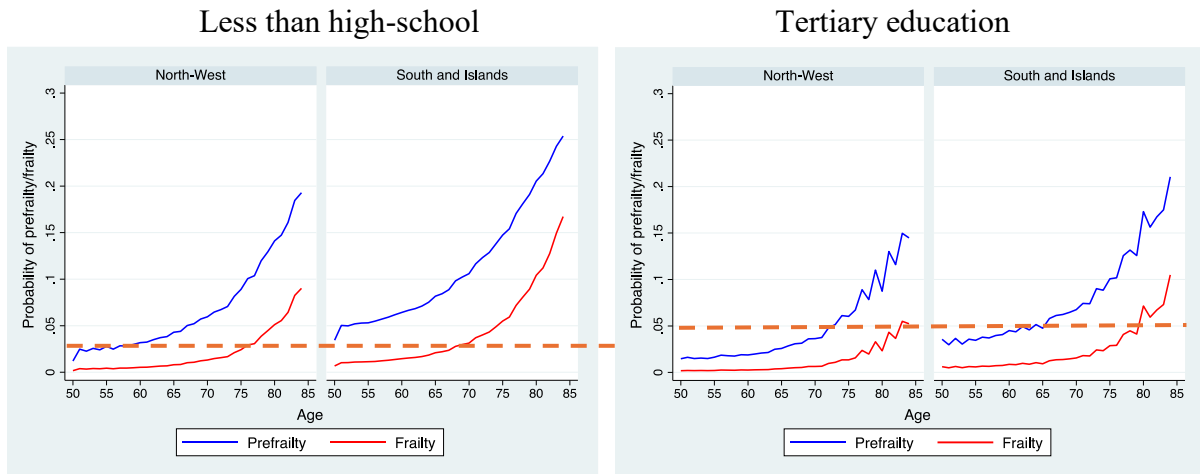 Less than high-school
Tertiary education
North-West
South and Islands
Probability of prefrailty/frailty
0
.05
.1
.15
.2
.25
.3
50 55 60 65 70 75 80 85
50 55 60 65 70 75 80 85
Age
Prefrailty
Frailty
North-West
South and Islands
Probability of prefrailty/frailty
0
.05
.1
.15
.2
.25
.3
50 55 60 65 70 75 80 85
50 55 60 65 70 75 80 85
Age
Prefrailty
Frailty